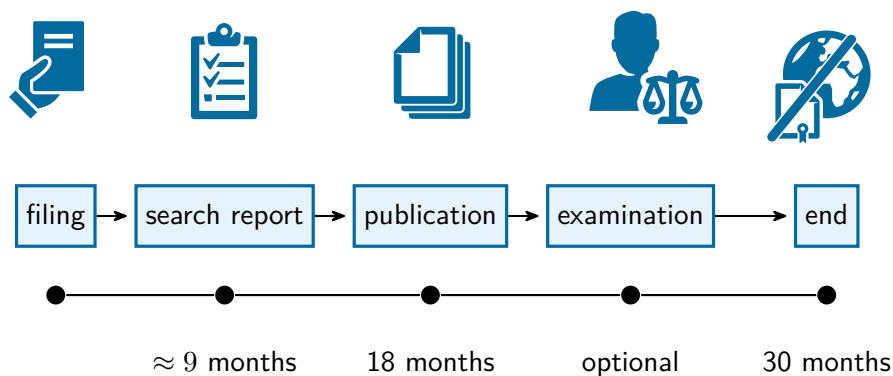 filing
search report
publication
examination
end
≈ 9 months
18 months
optional
30 months